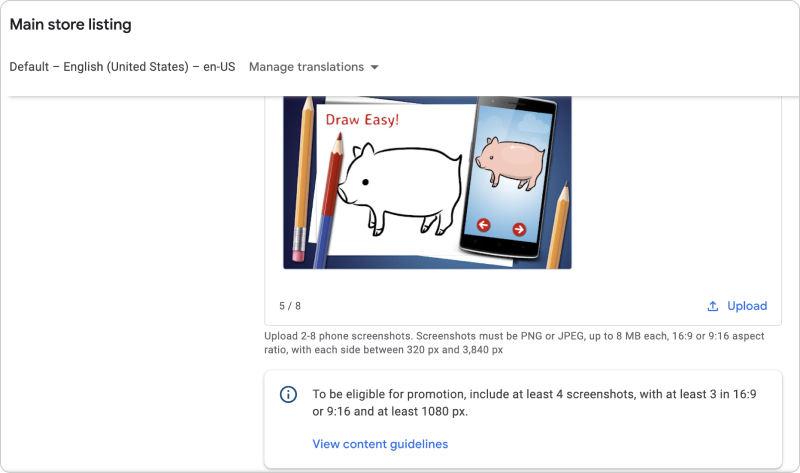 Main store listing
Default – English (United States) – en-US Manage translations
Draw Easy!
5 / 8
Upload
Upload 2-8 phone screenshots. Screenshots must be PNG or JPEG, up to 8 MB each, 16:9 or 9:16 aspect
ratio, with each side between 320 px and 3,840 px
To be eligible for promotion, include at least 4 screenshots, with at least 3 in 16:9
or 9:16 and at least 1080 px.
View content guidelines